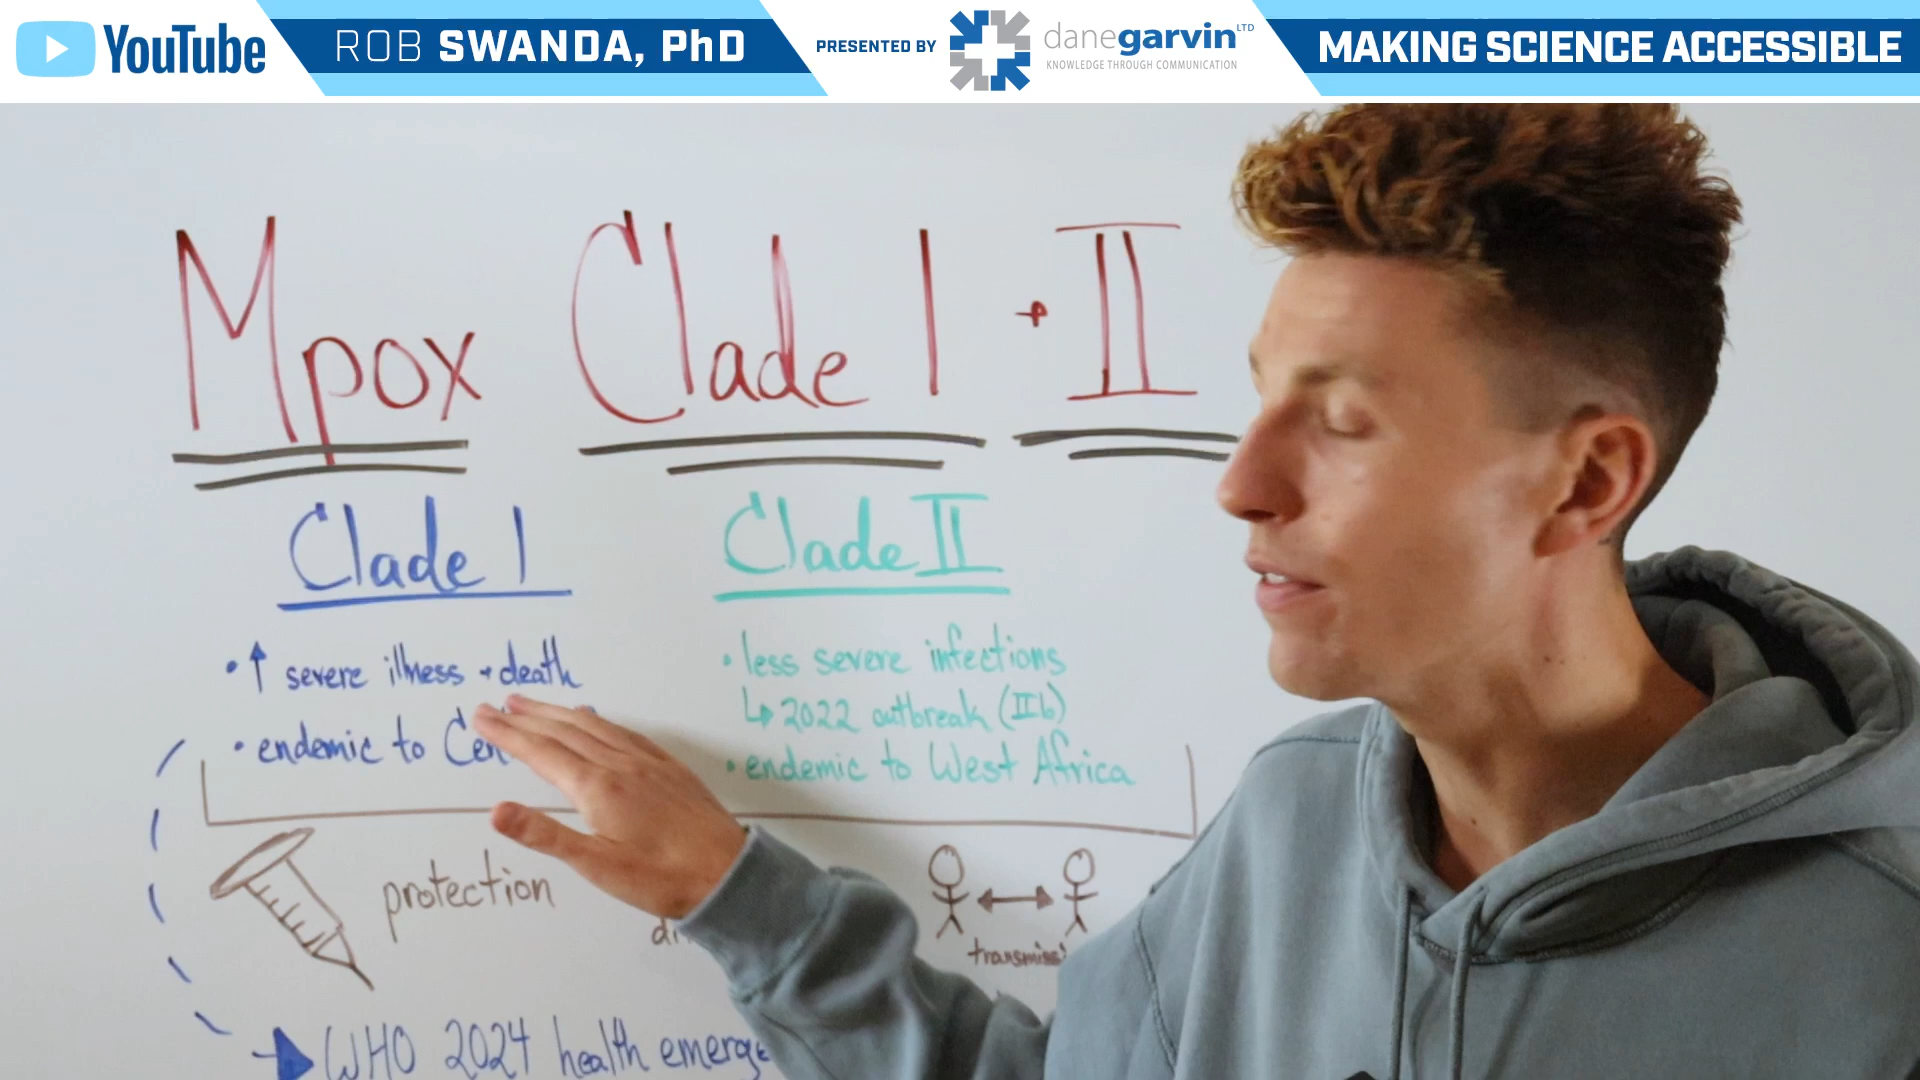 YouTube
ROB SWANDA, PhD
PRESENTED BY
danegarvin LTD
KNOWLEDGE THROUGH COMMUNICATION
MAKING SCIENCE ACCESSIBLE
Mpox Clade I + II
Clade I
• ↑ severe illness + death
• endemic to Cen
Clade II
• less severe infections
↳ 2022 outbreak (IIb)
• endemic to West Africa
protection
transmissi
WHO 2024 health emerge